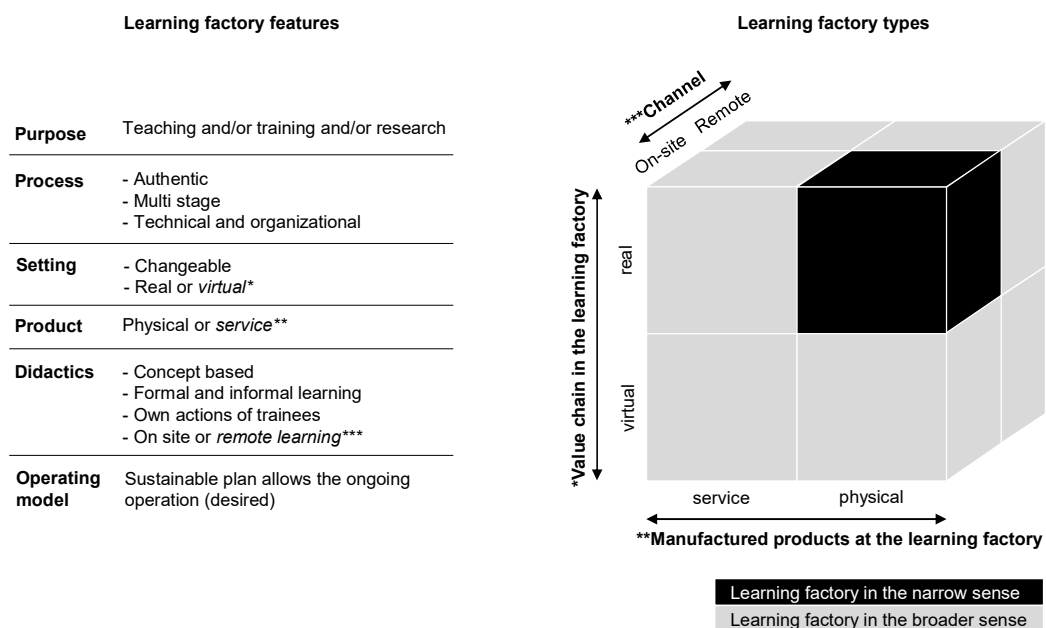 Learning factory features
Purpose
Teaching and/or training and/or research
Process
- Authentic
- Multi stage
- Technical and organizational
Setting
- Changeable
- Real or virtual*
Product
Physical or service**
Didactics
- Concept based
- Formal and informal learning
- Own actions of trainees
- On site or remote learning***
Operating
model
Sustainable plan allows the ongoing
operation (desired)
Learning factory types
***Channel
On-site
Remote
*Value chain in the learning factory
real
virtual
service
physical
**Manufactured products at the learning factory
Learning factory in the narrow sense
Learning factory in the broader sense